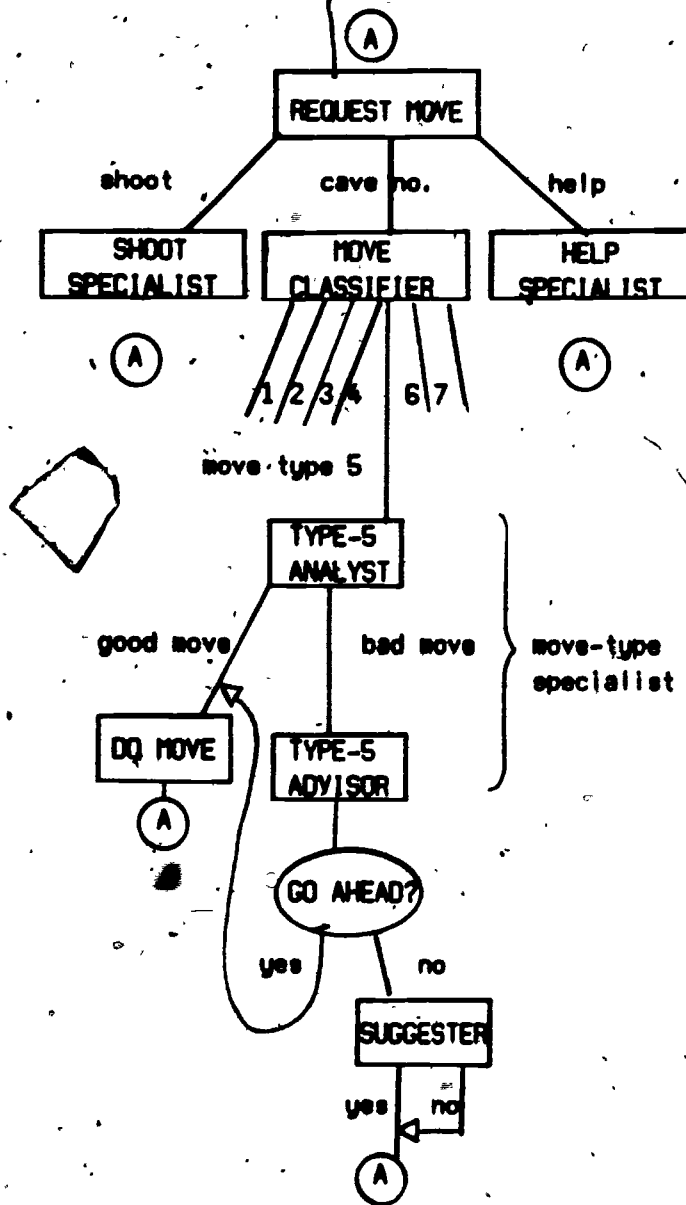 A
REQUEST MOVE
shoot
cave no.
help
SHOOT
SPECIALIST
MOVE
CLASSIFIER
HELP
SPECIALIST
A
A
1 2 3 4 6 7
move type 5
TYPE-5
ANALYST
good move
bad move
move-type
specialist
DO MOVE
TYPE-5
ADVISOR
A
GO AHEAD?
yes
no
SUGGESTER
yes
no
A